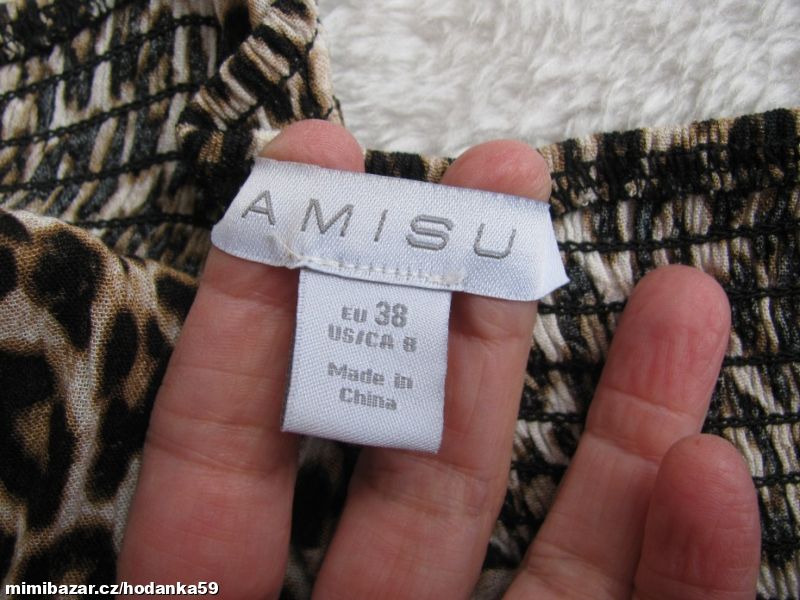 AMISU
EU 38
US/CA 8
Made in
China
mimibazar.cz/hodanka59